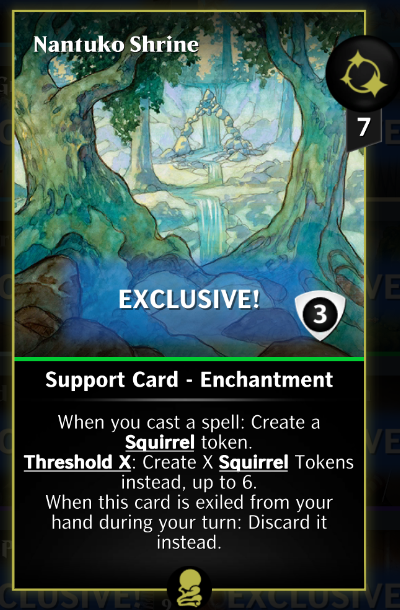 Nantuko Shrine
7
EXCLUSIVE!
3
Support Card - Enchantment
When you cast a spell: Create a
Squirrel token.
Threshold X: Create X Squirrel Tokens
instead, up to 6.
When this card is exiled from your
hand during your turn: Discard it
instead.